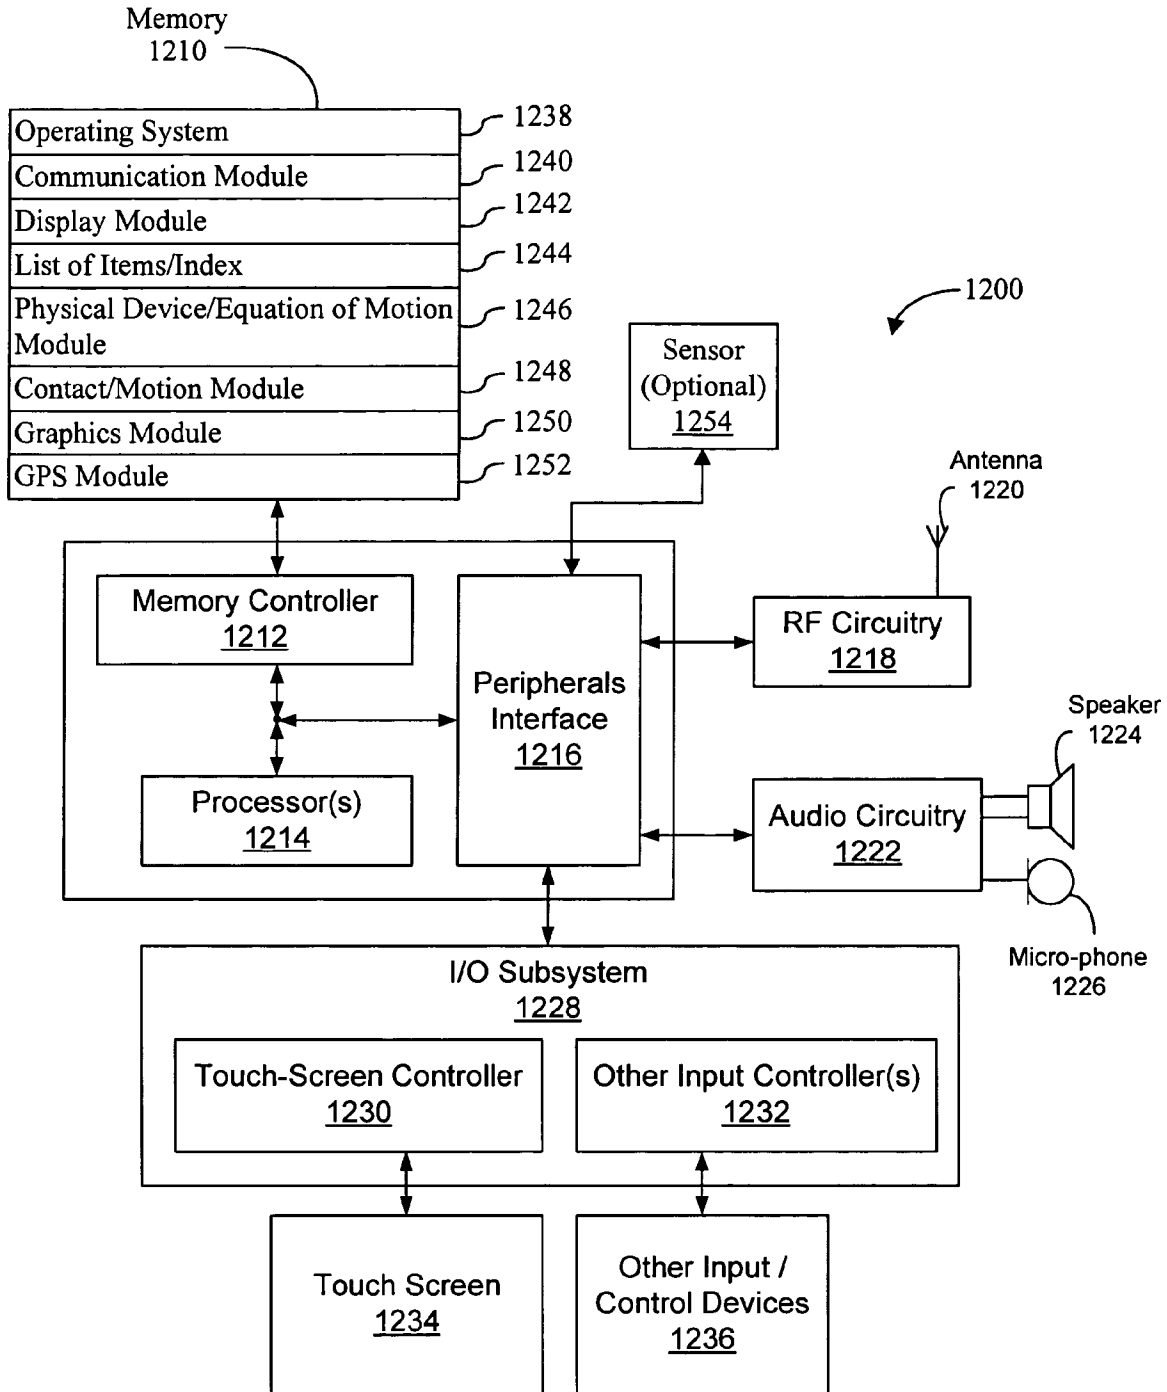 Memory
1210
Operating System
1238
Communication Module
1240
Display Module
1242
List of Items/Index
1244
Physical Device/Equation of Motion
Module
1246
Contact/Motion Module
1248
Graphics Module
1250
GPS Module
1252
1200
Sensor
(Optional)
1254
Antenna
1220
Memory Controller
1212
Peripherals
Interface
1216
RF Circuitry
1218
Processor(s)
1214
Speaker
1224
Audio Circuitry
1222
Micro-phone
1226
I/O Subsystem
1228
Touch-Screen Controller
1230
Other Input Controller(s)
1232
Touch Screen
1234
Other Input /
Control Devices
1236